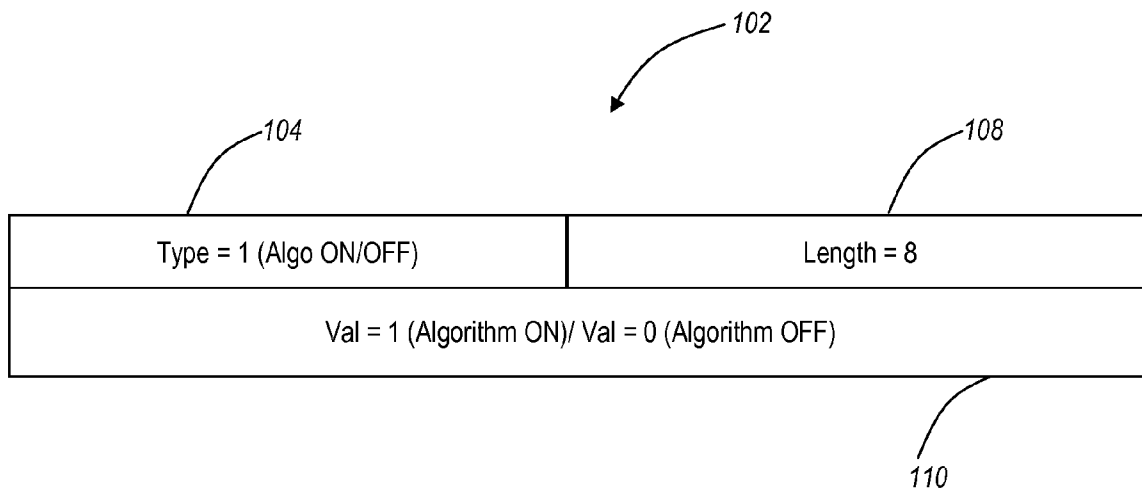 102
104
108
Type = 1 (Algo ON/OFF)
Length = 8
Val = 1 (Algorithm ON)/ Val = 0 (Algorithm OFF)
110